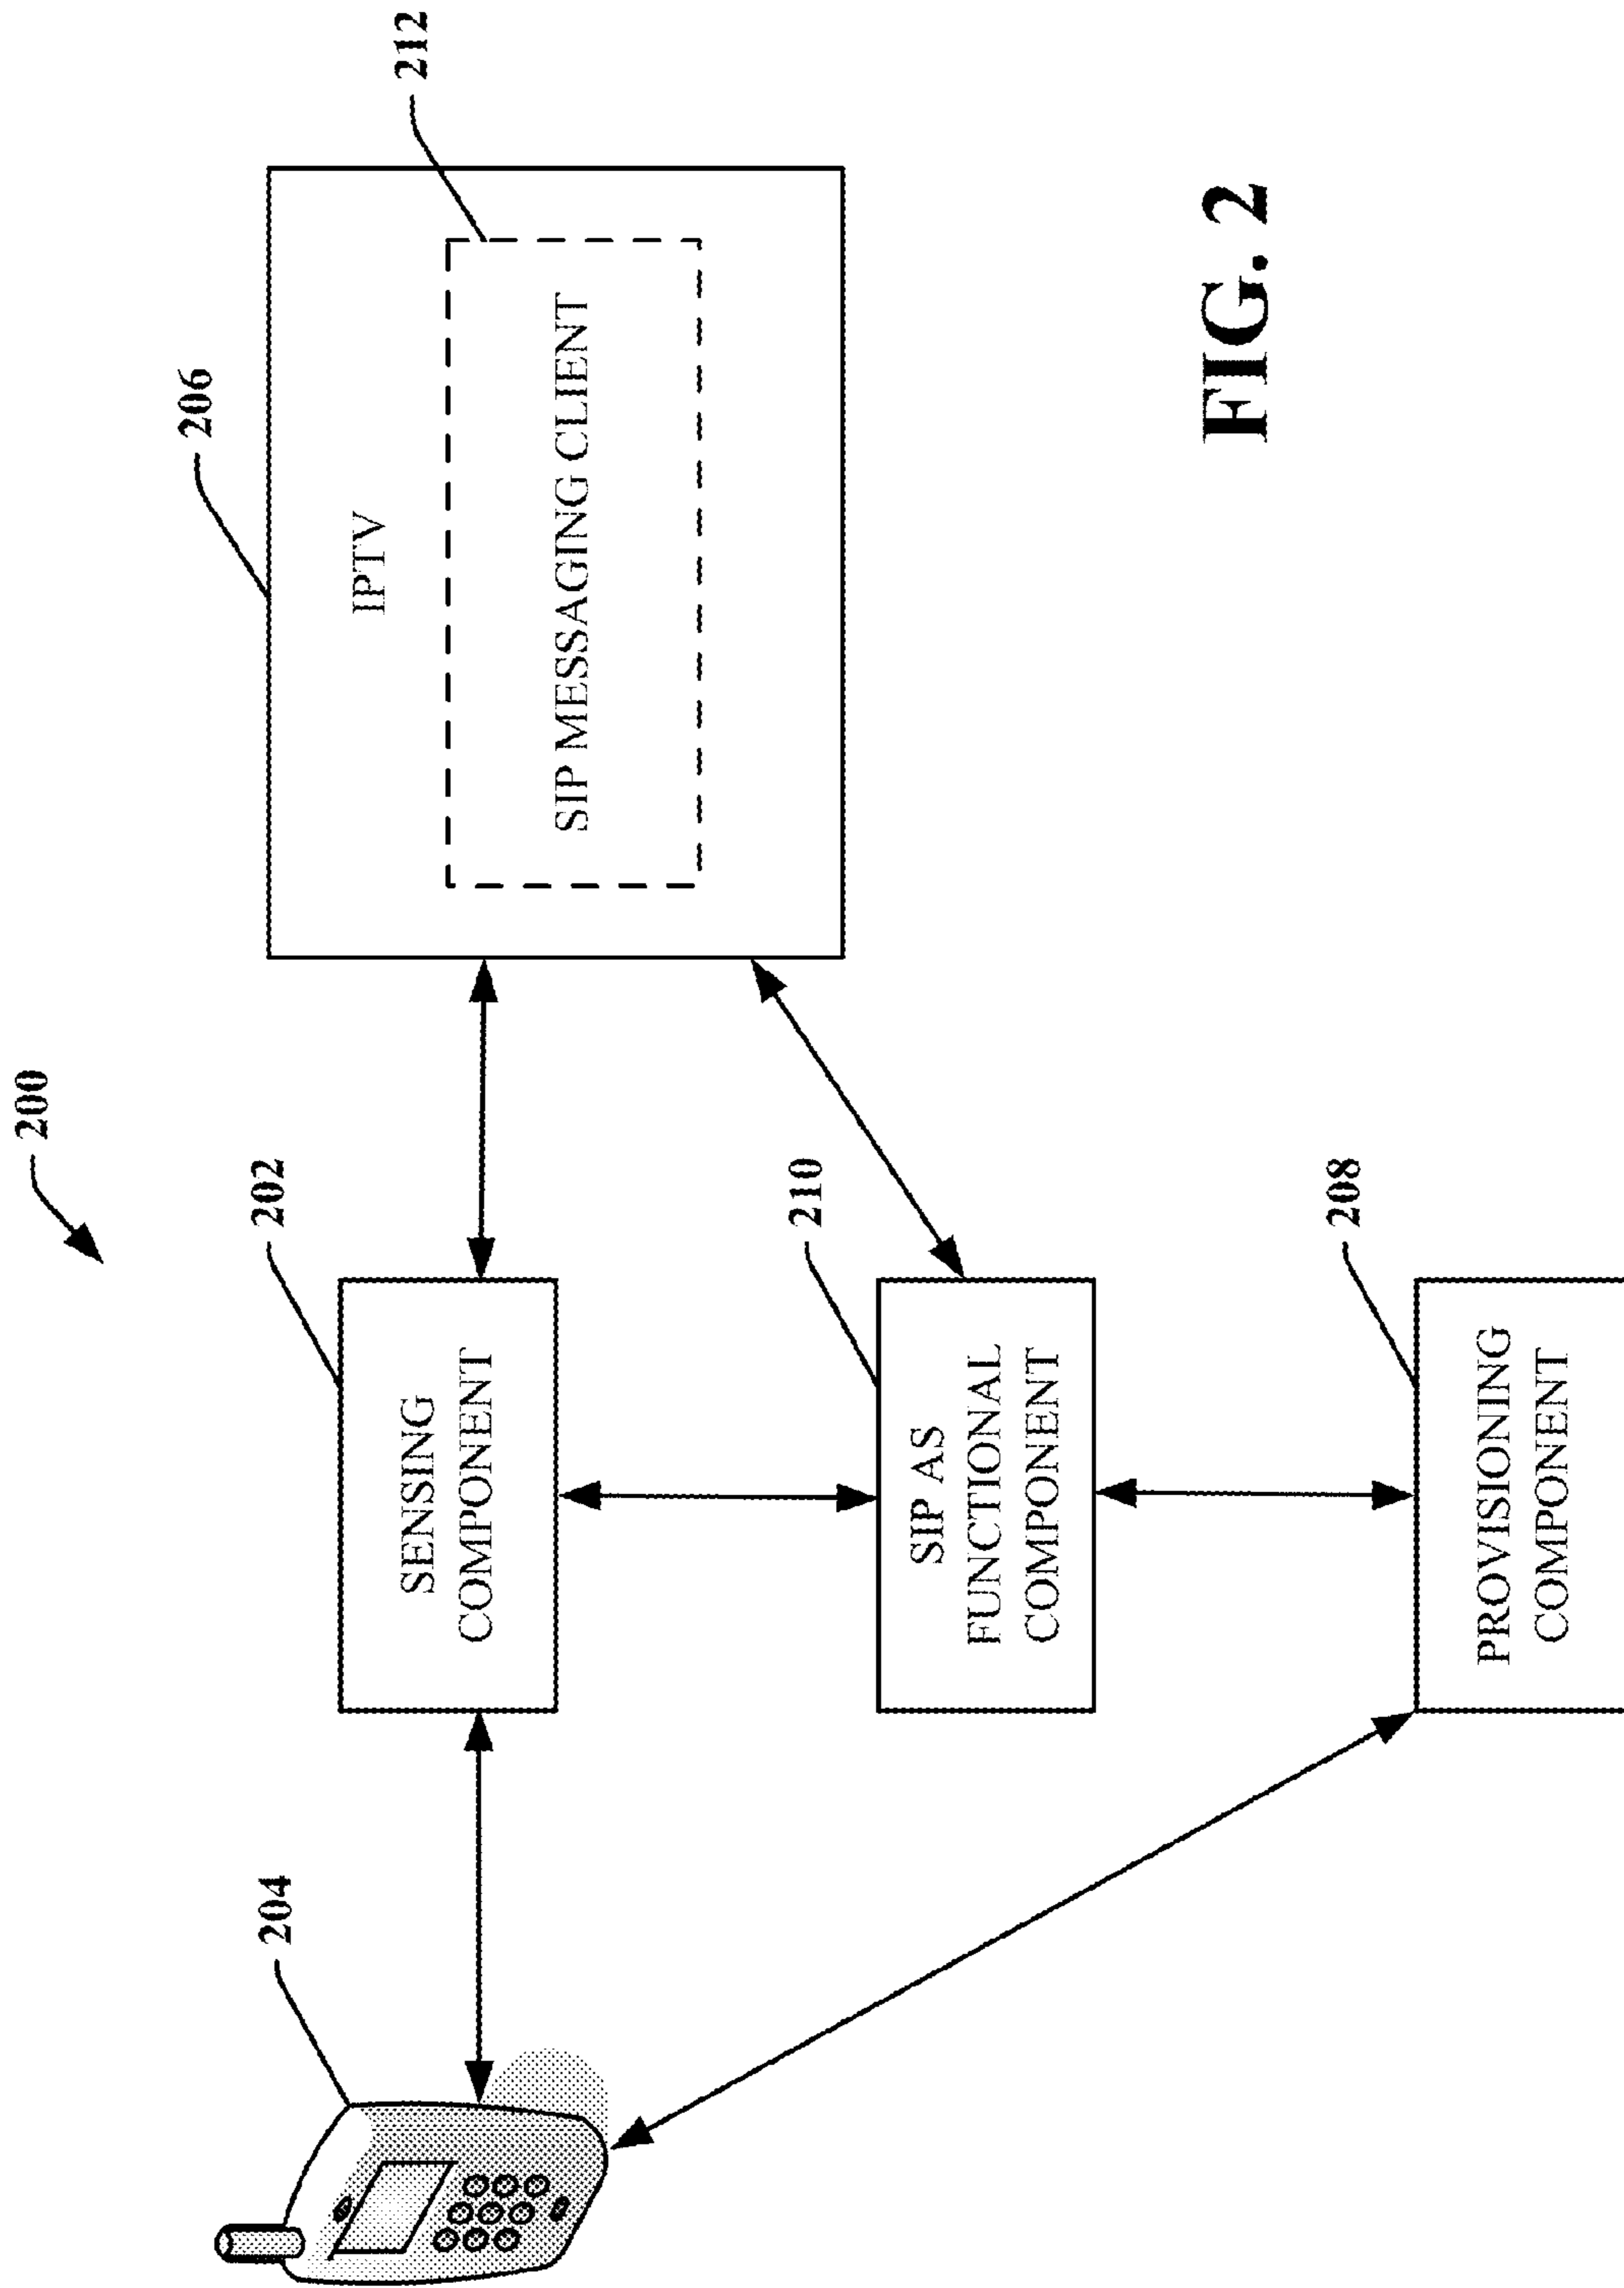 200
204
202
206
212
SENSING
COMPONENT
IPTV
SIP MESSAGING CLIENT
210
SIP AS
FUNCTIONAL
COMPONENT
208
PROVISIONING
COMPONENT
FIG. 2